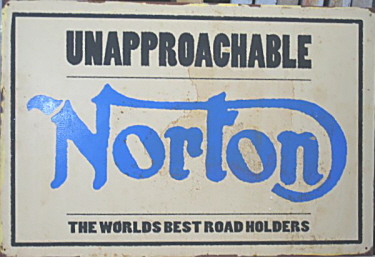 UNAPPROACHABLE
Norton
THE WORLDS BEST ROAD HOLDERS